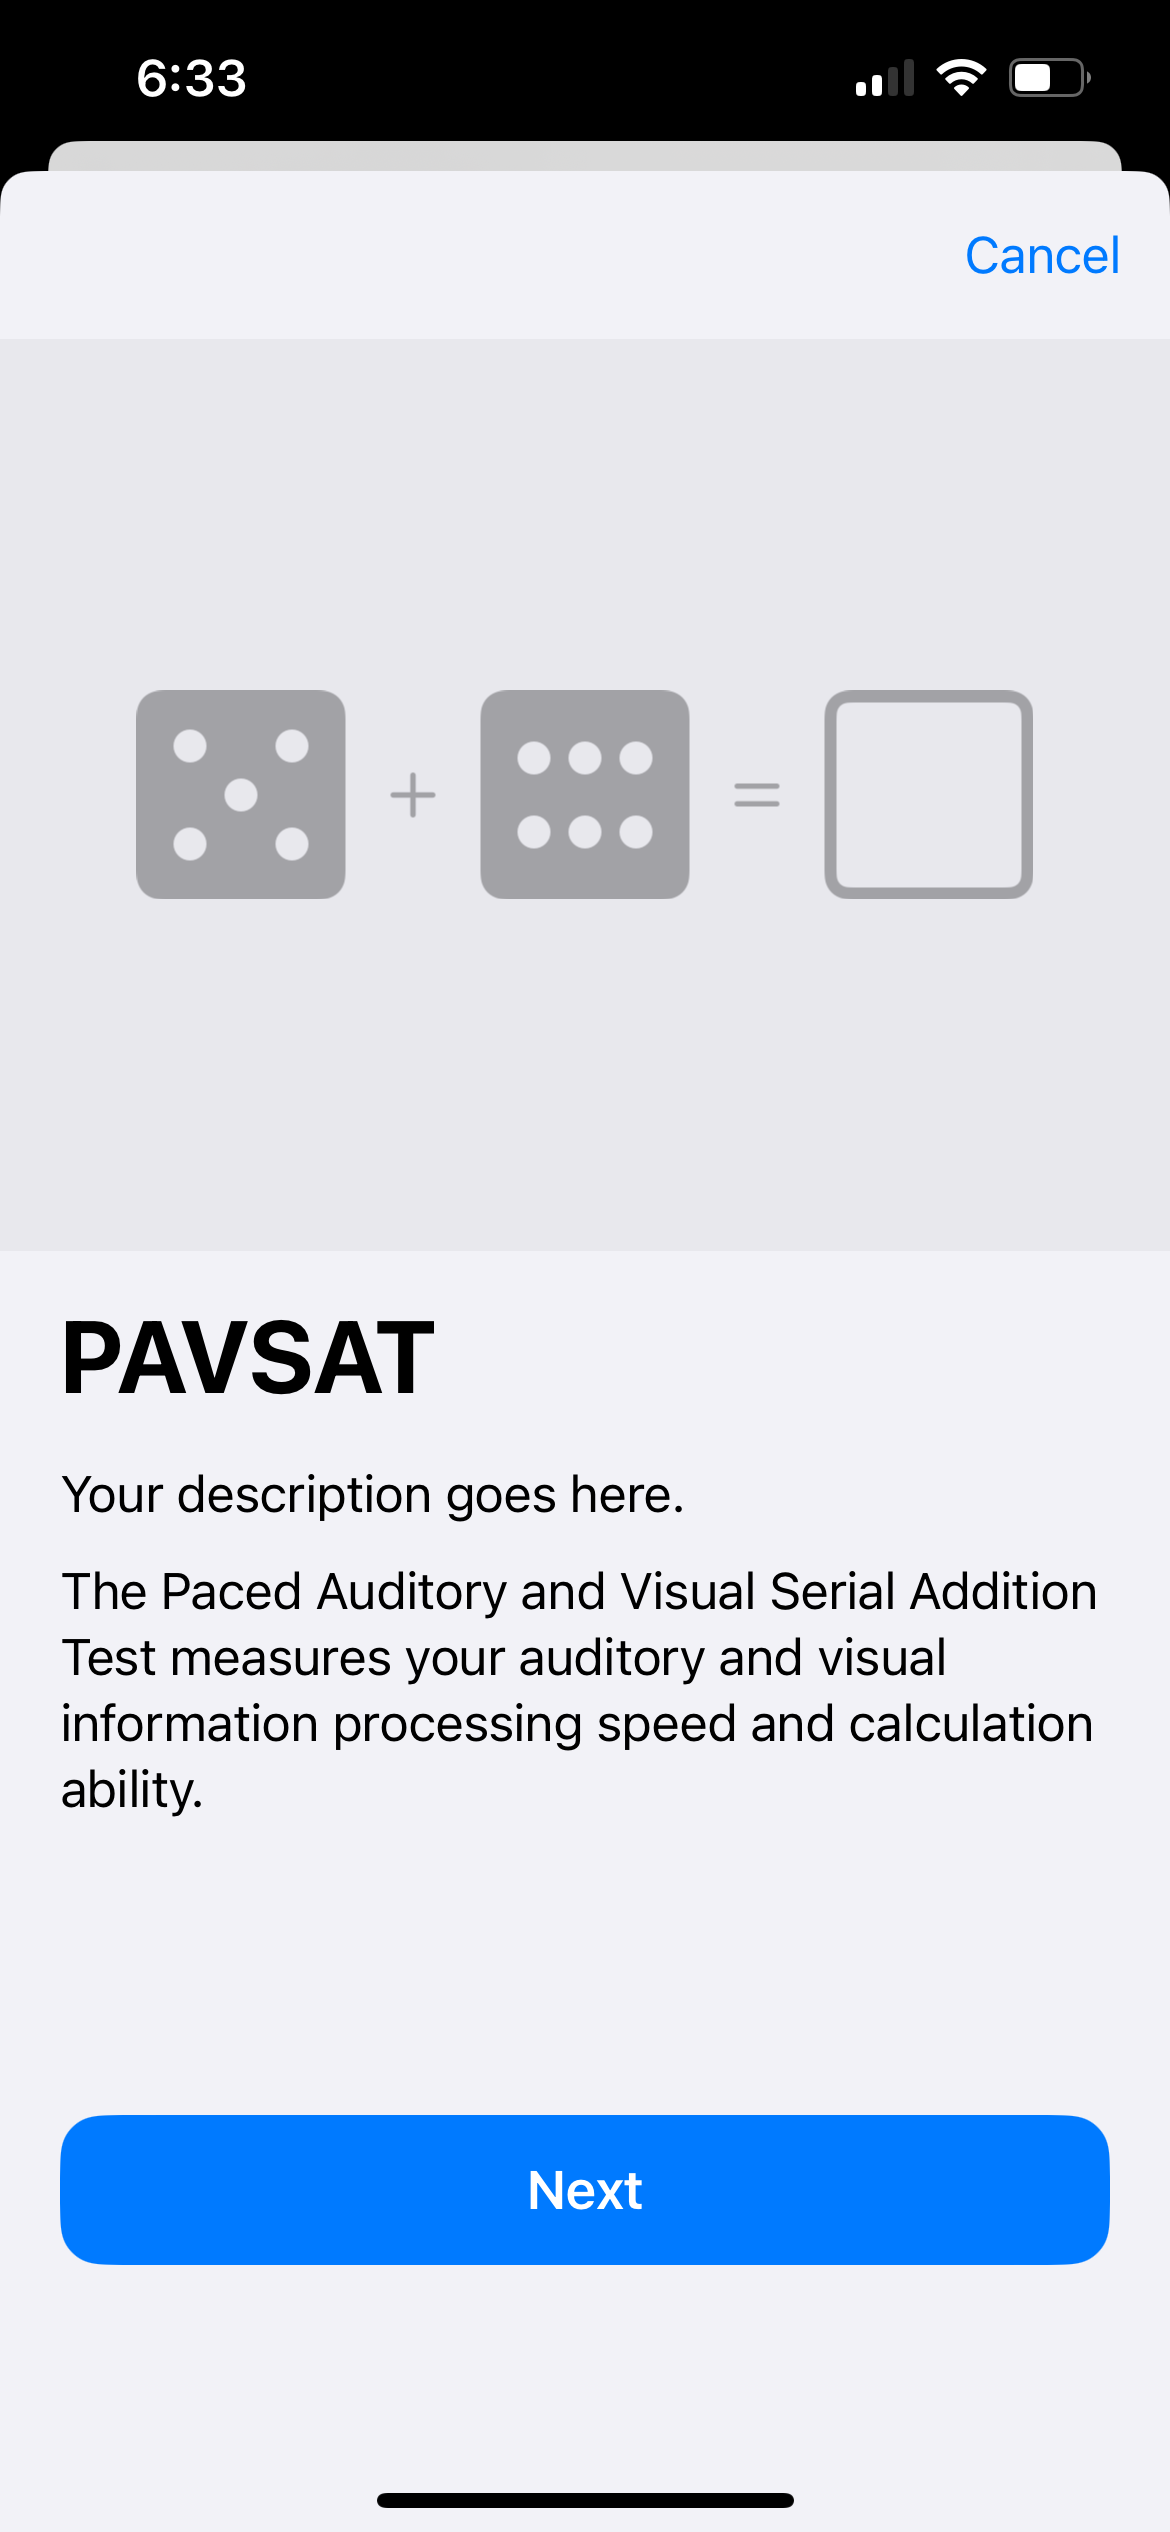 6:33
Cancel
+ =
PAVSAT
Your description goes here.
The Paced Auditory and Visual Serial Addition
Test measures your auditory and visual
information processing speed and calculation
ability.
Next